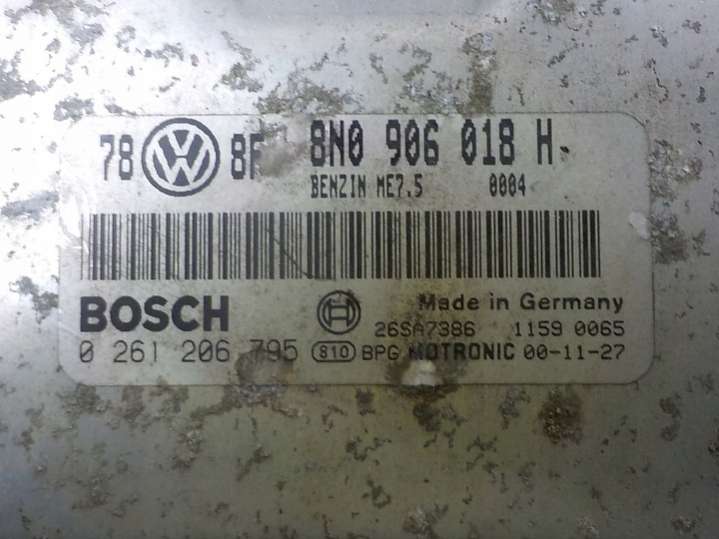 78 VW 8F 8N0 906 018 H
BENZIN ME7.5 0004
BOSCH Made in Germany
26SA7386 1159 0065
0 261 206 795 810 BPG MOTRONIC 00-11-27